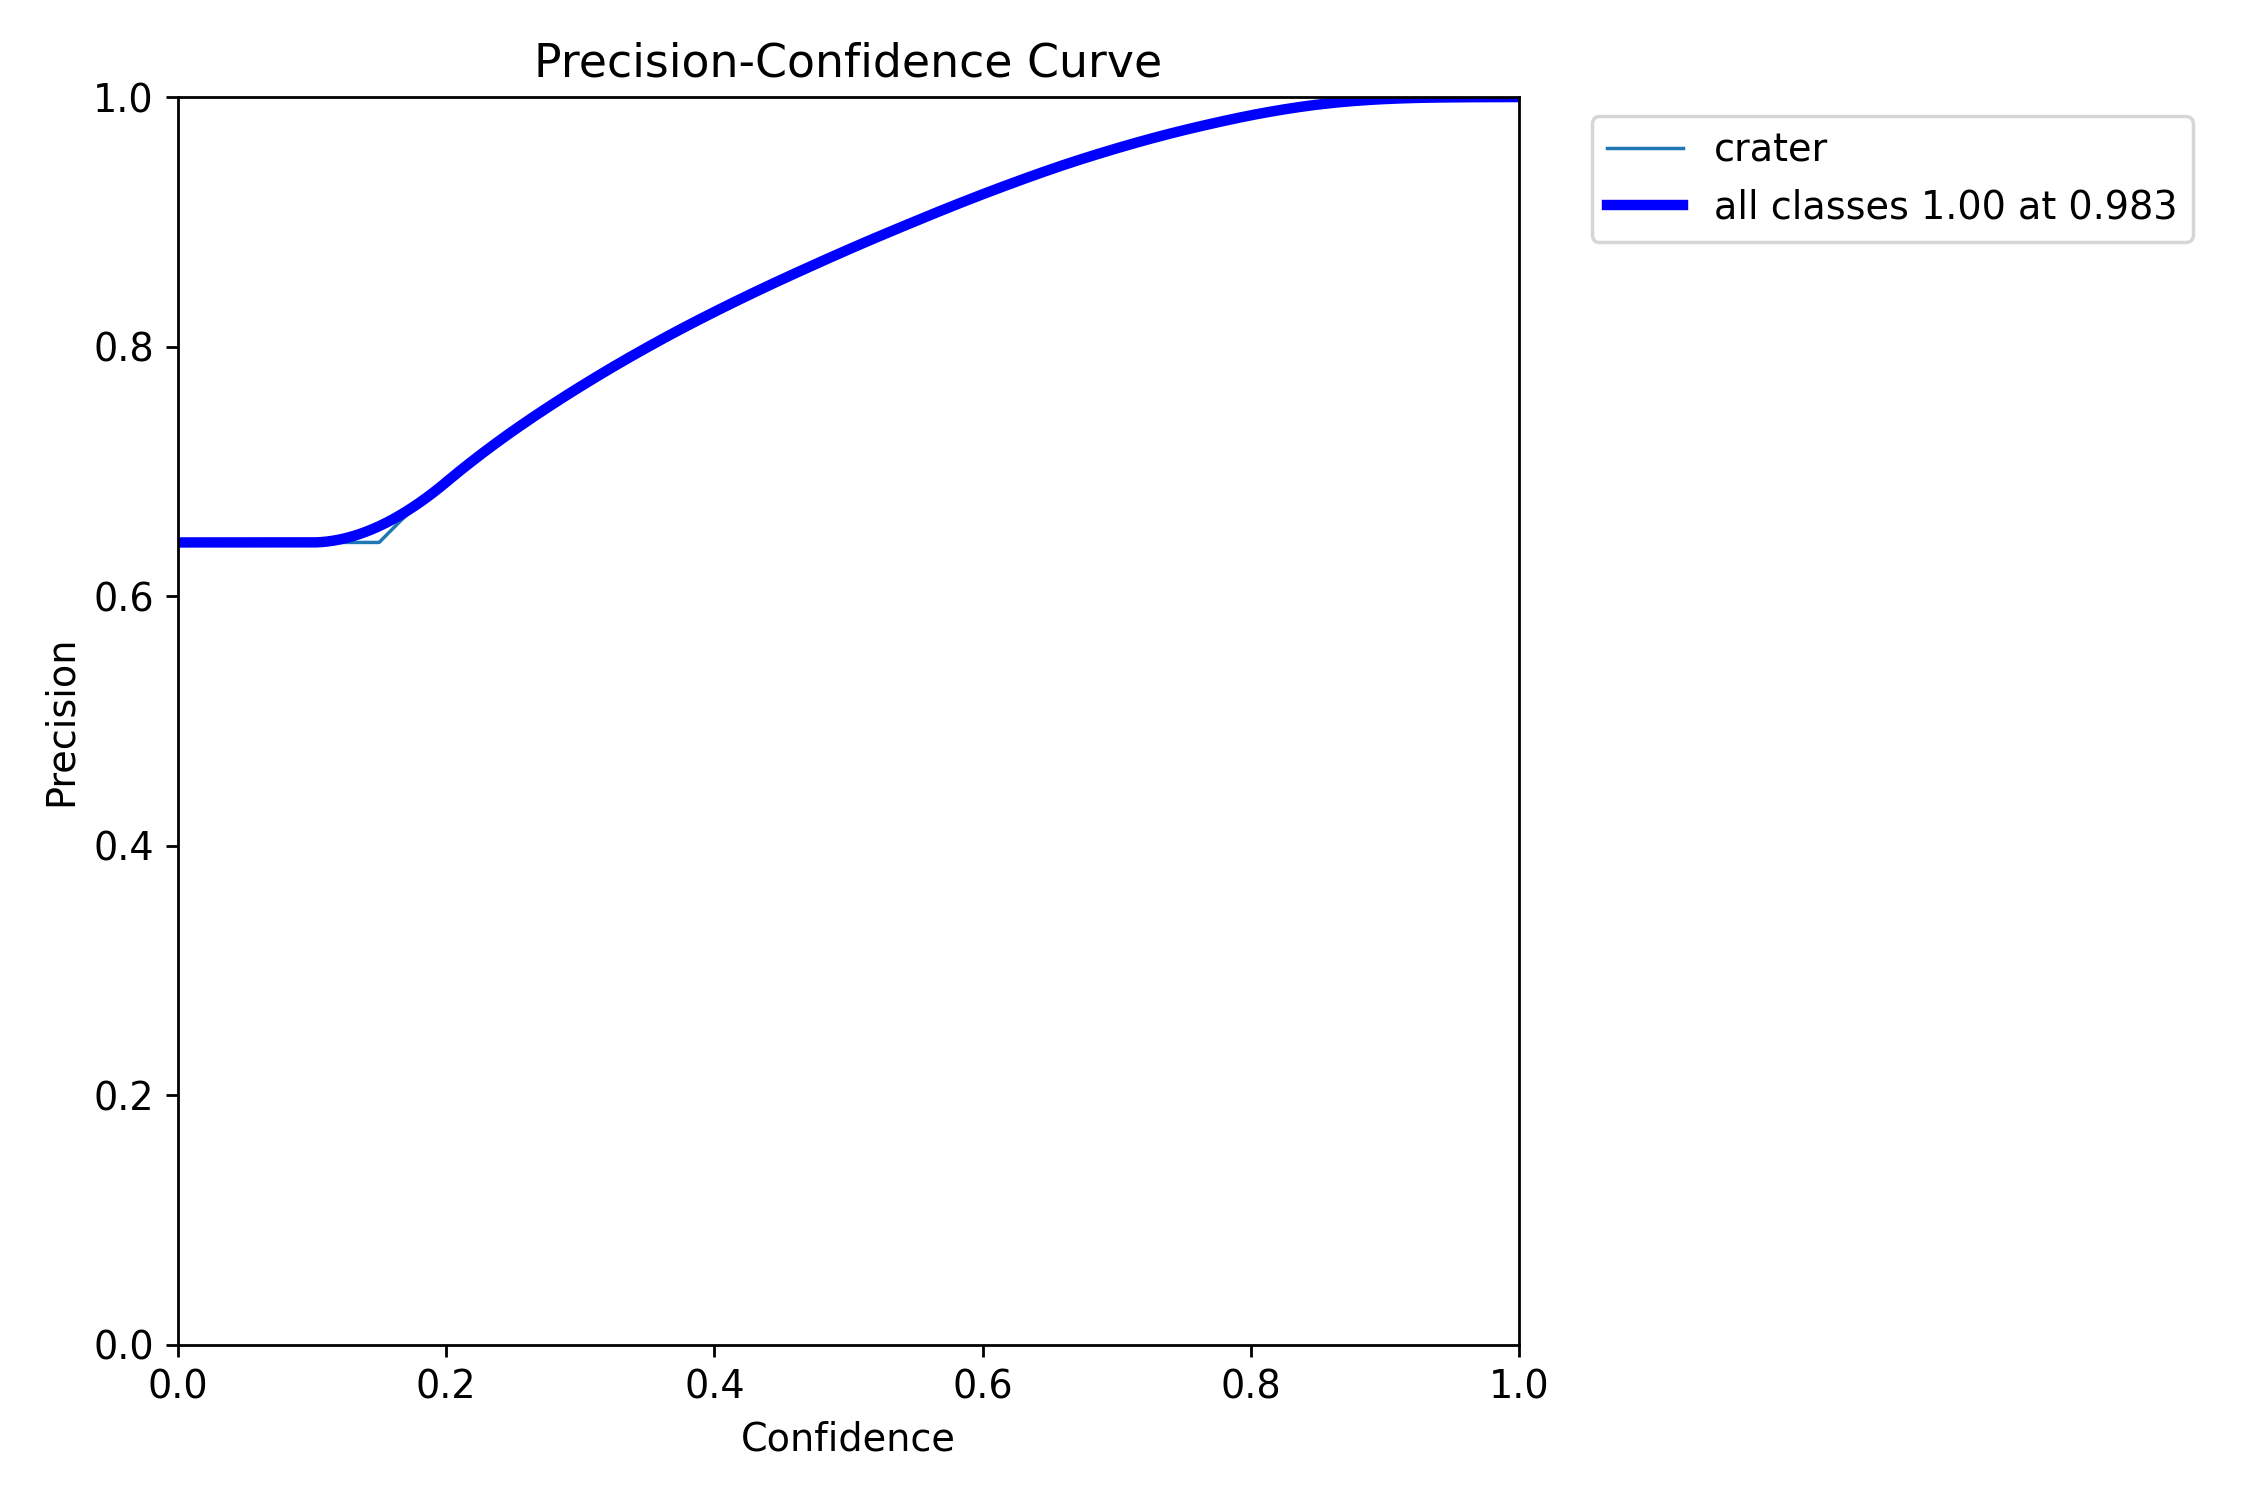 Precision-Confidence Curve
1.0
0.8
0.6
0.4
0.2
0.0
Precision
0.0 0.2 0.4 0.6 0.8 1.0
Confidence
crater
all classes 1.00 at 0.983